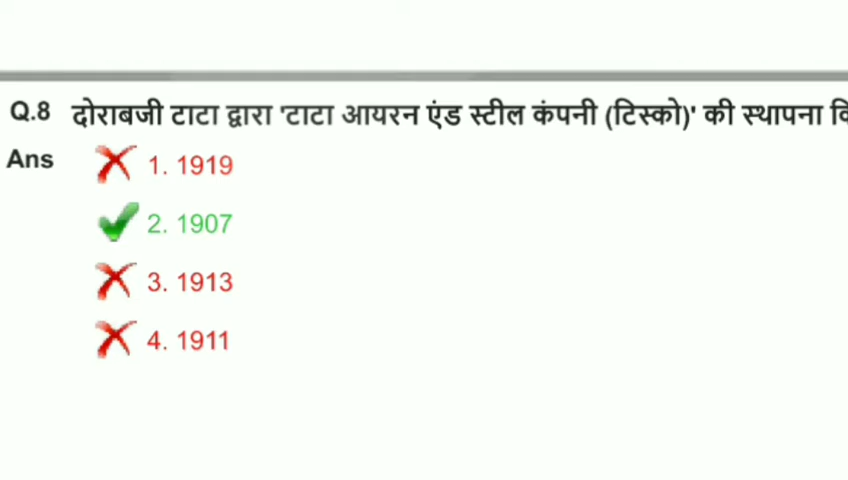 Q.8 दोराबजी टाटा द्वारा 'टाटा आयरन एंड स्टील कंपनी (टिस्को)' की स्थापना
Ans 1. 1919
2. 1907
3. 1913
4. 1911